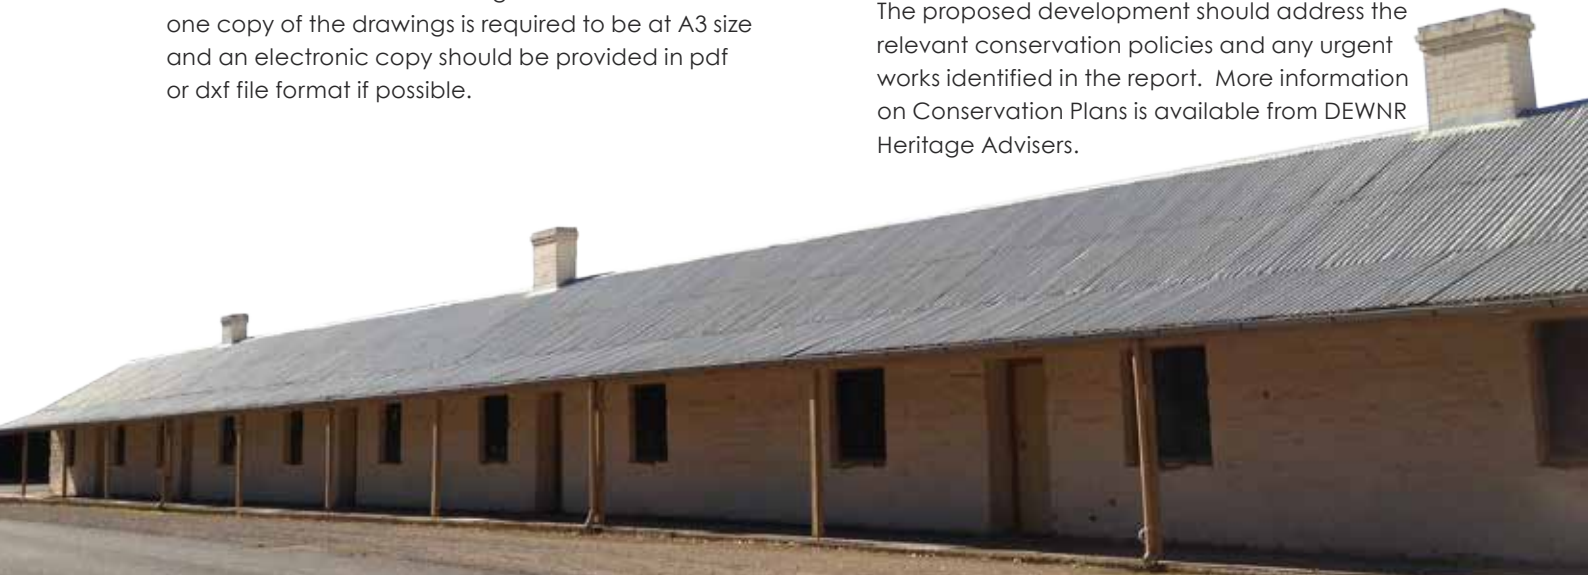 one copy of the drawings is required to be at A3 size
and an electronic copy should be provided in pdf
or dxf file format if possible.
The proposed development should address the
relevant conservation policies and any urgent
works identified in the report.  More information
on Conservation Plans is available from DEWNR
Heritage Advisers.